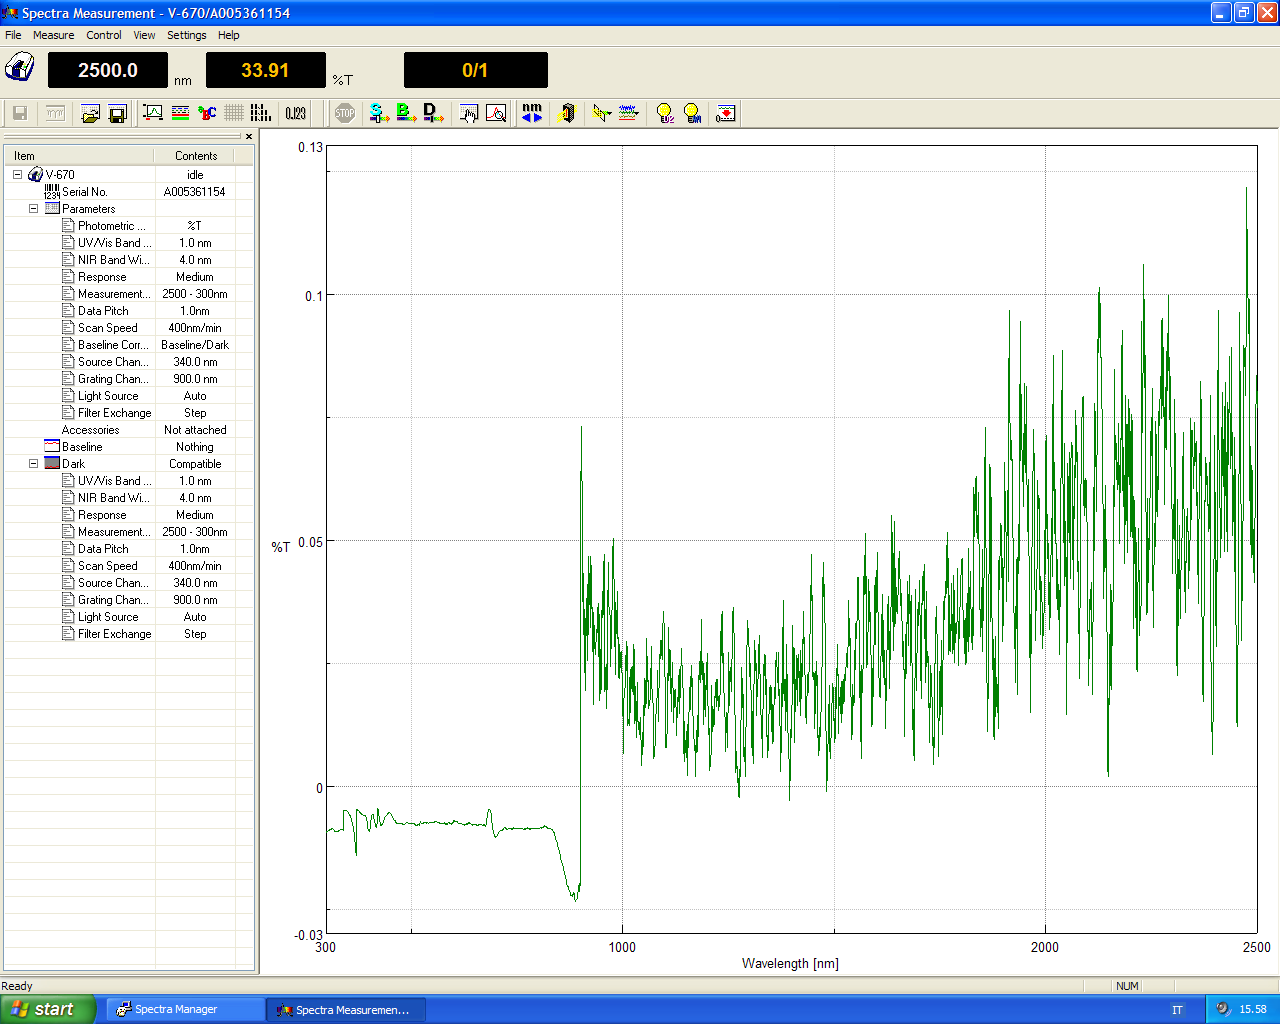 Spectra Measurement - V-670/A005361154
File Measure Control View Settings Help
2500.0 nm 33.91 %T 0/1
0.123 STOP S B D nm
Item Contents
V-670 idle
Serial No. A005361154
Parameters
Photometric ... %T
UV/Vis Band ... 1.0 nm
NIR Band Wi... 4.0 nm
Response Medium
Measurement... 2500 - 300nm
Data Pitch 1.0nm
Scan Speed 400nm/min
Baseline Corr... Baseline/Dark
Source Chan... 340.0 nm
Grating Chan... 900.0 nm
Light Source Auto
Filter Exchange Step
Accessories Not attached
Baseline Nothing
Dark Compatible
UV/Vis Band ... 1.0 nm
NIR Band Wi... 4.0 nm
Response Medium
Measurement... 2500 - 300nm
Data Pitch 1.0nm
Scan Speed 400nm/min
Source Chan... 340.0 nm
Grating Chan... 900.0 nm
Light Source Auto
Filter Exchange Step
0.13
0.1
%T 0.05
0
-0.03
300 1000 2000 2500
Wavelength [nm]
Ready NUM
start Spectra Manager Spectra Measuremen... IT 15.58